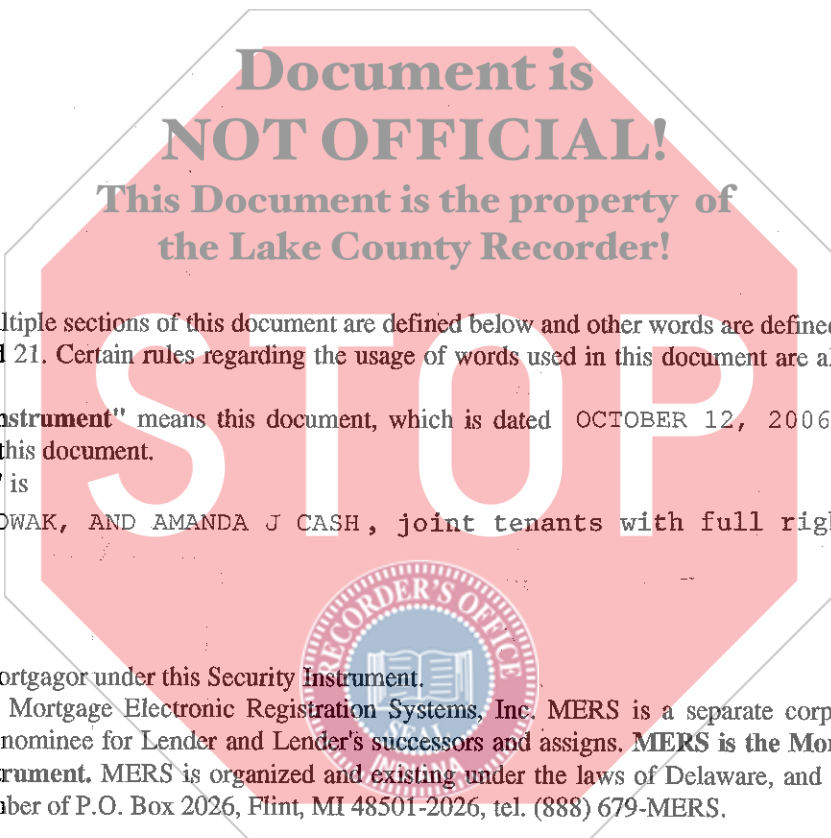 Document is
NOT OFFICIAL!
This Document is the property of
the Lake County Recorder!
STOP
ltiple sections of this document are defined below and other words are defined
21. Certain rules regarding the usage of words used in this document are
nstrument" means this document, which is dated OCTOBER 12, 2006
this document.
is
OWAK, AND AMANDA J CASH, joint tenants with full
RECORDER'S OFFICE
SEAL
INDIANA
ortgagor under this Security Instrument.
Mortgage Electronic Registration Systems, Inc. MERS is a separate corp
nominee for Lender and Lender's successors and assigns. MERS is the Mor
trument. MERS is organized and existing under the laws of Delaware, and
ber of P.O. Box 2026, Flint, MI 48501-2026, tel. (888) 679-MERS.